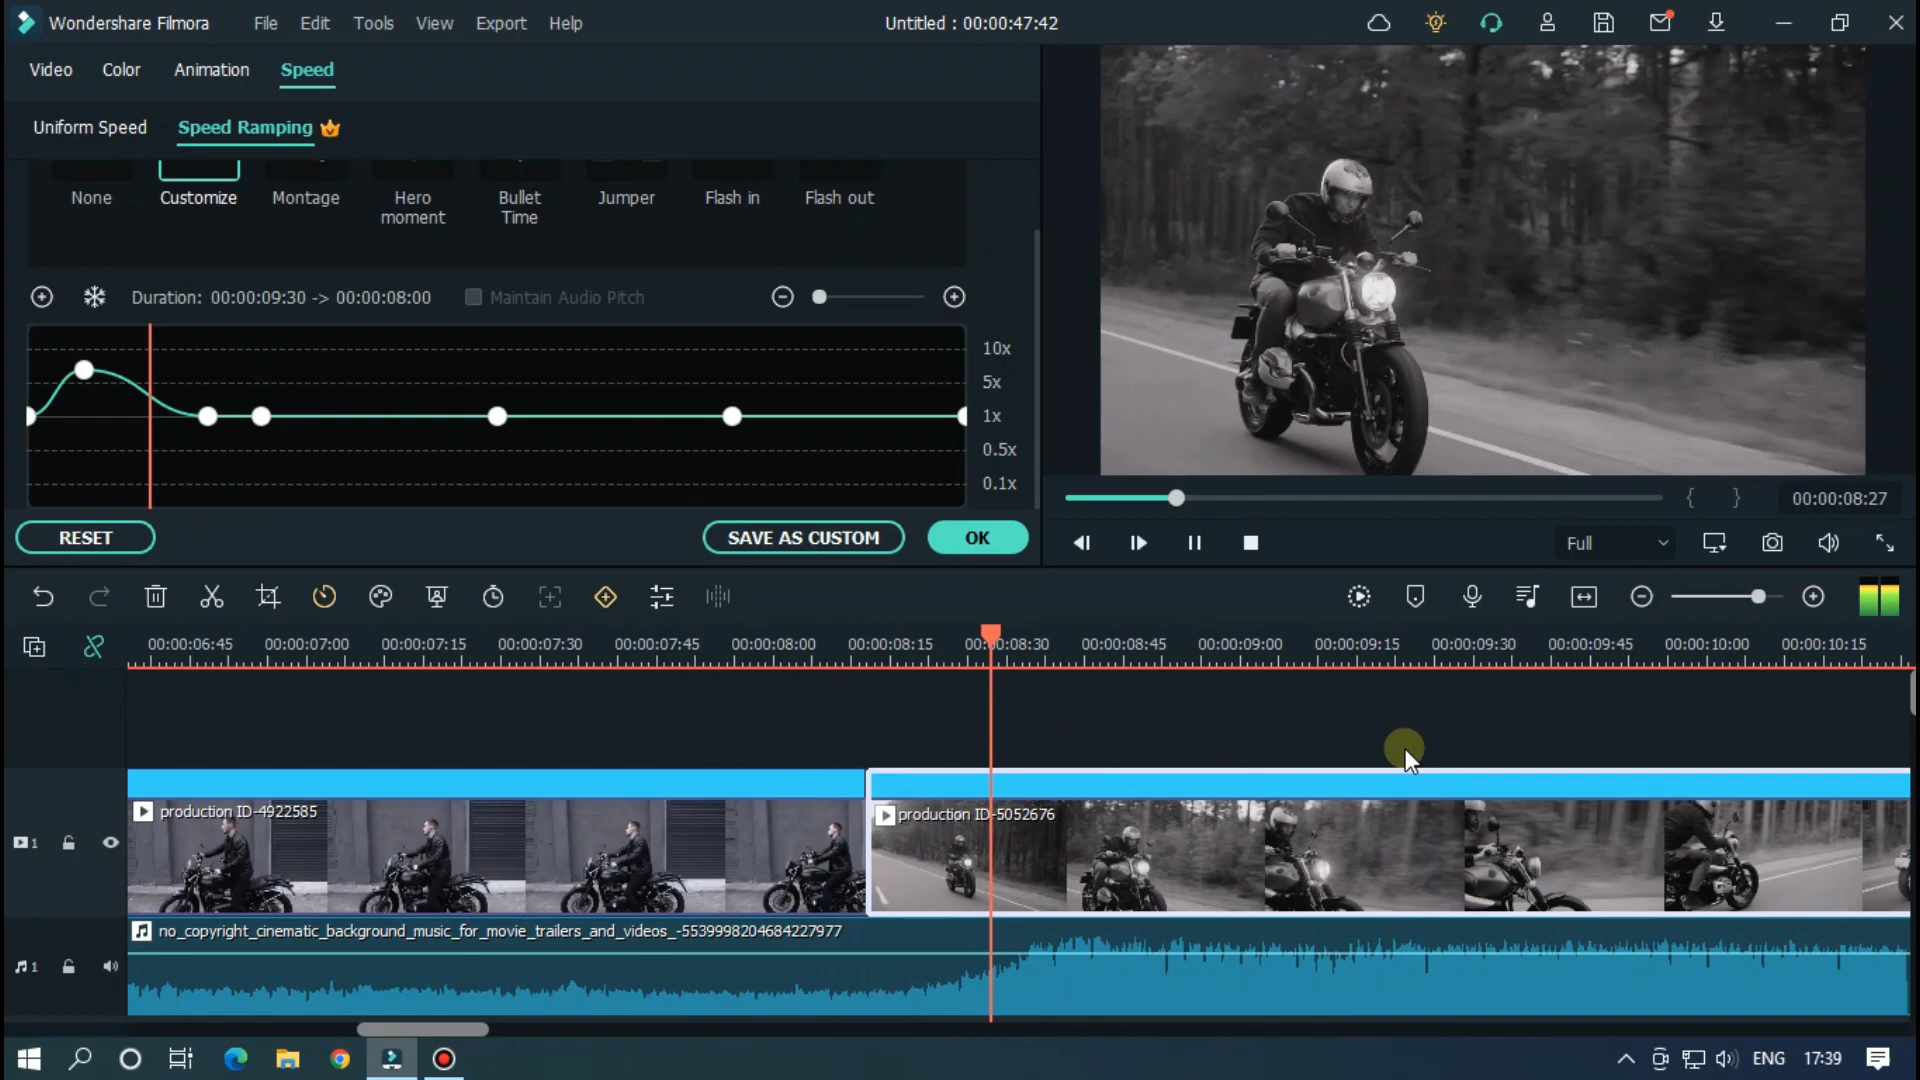 Wondershare Filmora File Edit Tools View Export Help Untitled : 00:00:47:42
Video Color Animation Speed
Uniform Speed Speed Ramping
None Customize Montage Hero moment Bullet Time Jumper Flash in Flash out
Duration: 00:00:09:30 -> 00:00:08:00 Maintain Audio Pitch
10x
5x
1x
0.5x
0.1x
{ } 00:00:08:27
RESET SAVE AS CUSTOM OK
Full
00:00:06:45 00:00:07:00 00:00:07:15 00:00:07:30 00:00:07:45 00:00:08:00 00:00:08:15 00:00:08:30 00:00:08:45 00:00:09:00 00:00:09:15 00:00:09:30 00:00:09:45 00:00:10:00 00:00:10:15
production ID-4922585 production ID-5052676
1
no_copyright_cinematic_background_music_for_movie_trailers_and_videos_-5539998204684227977
1
ENG 17:39